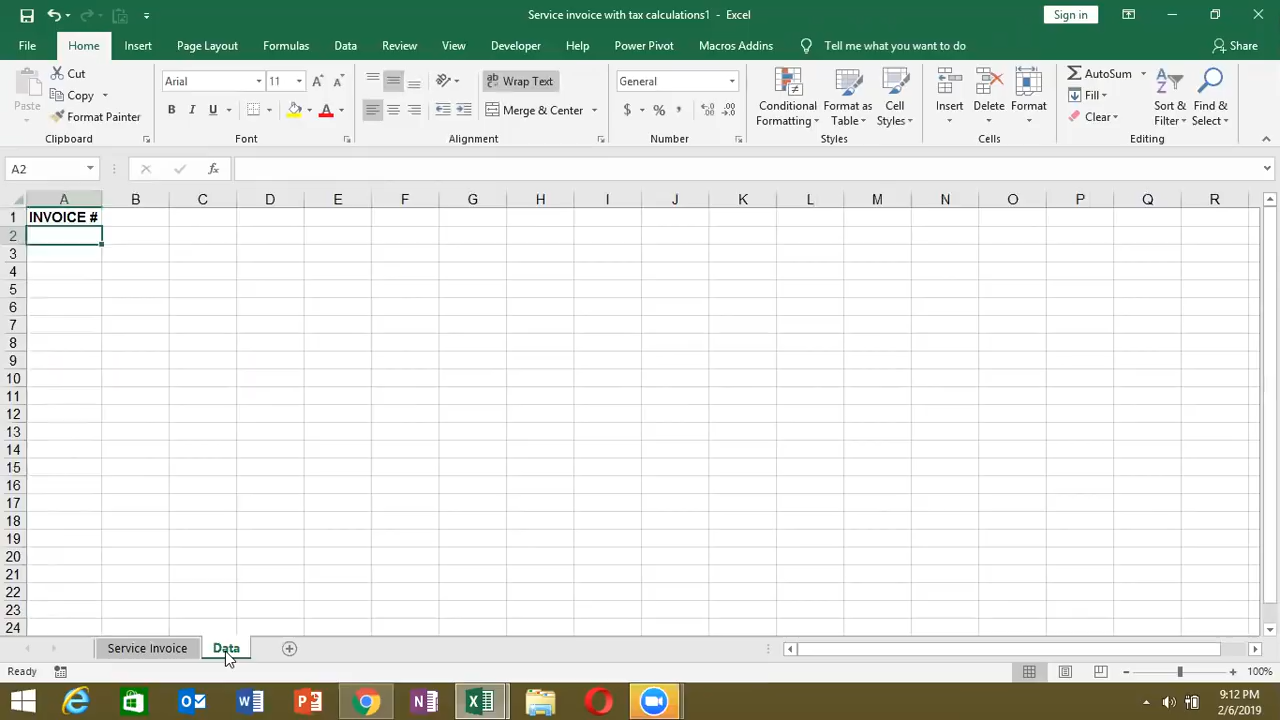 Service invoice with tax calculations1 - Excel
Sign in
File Home Insert Page Layout Formulas Data Review View Developer Help Power Pivot Macros Addins Tell me what you want to do Share
Paste
Cut
Copy
Format Painter
Clipboard
Arial 11
B I U
Font
Wrap Text
Merge & Center
Alignment
General
$ % ,
Number
Conditional Formatting
Format as Table
Cell Styles
Styles
Insert Delete Format
Cells
AutoSum
Fill
Clear
Sort & Filter
Find & Select
Editing
A2
fx
A B C D E F G H I J K L M N O P Q R
1 INVOICE #
2
3
4
5
6
7
8
9
10
11
12
13
14
15
16
17
18
19
20
21
22
23
24
Service Invoice Data
Ready
100%
9:12 PM
2/6/2019